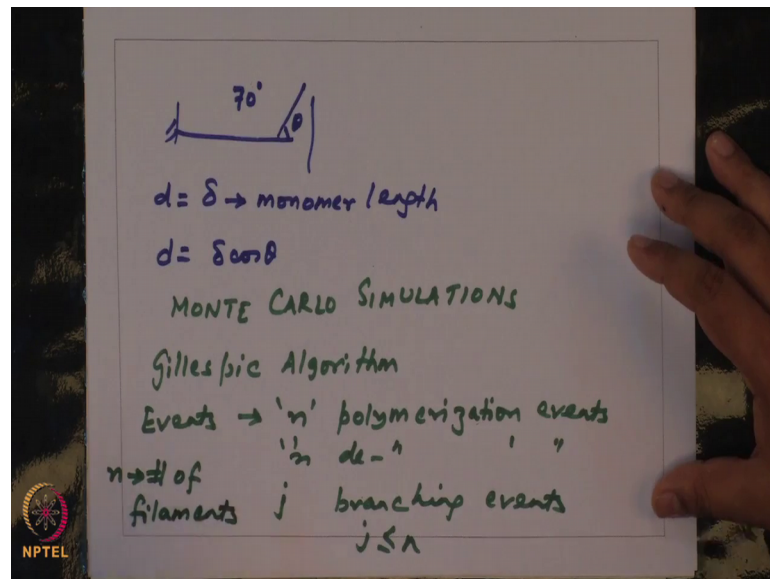 70°
θ
d = δ → monomer length
d = δ cosθ
MONTE CARLO SIMULATIONS
Gillespie Algorithm
Events → 'n' polymerization events
'n de-" ' "
n → # of
filaments j branching events
j ≤ n
NPTEL